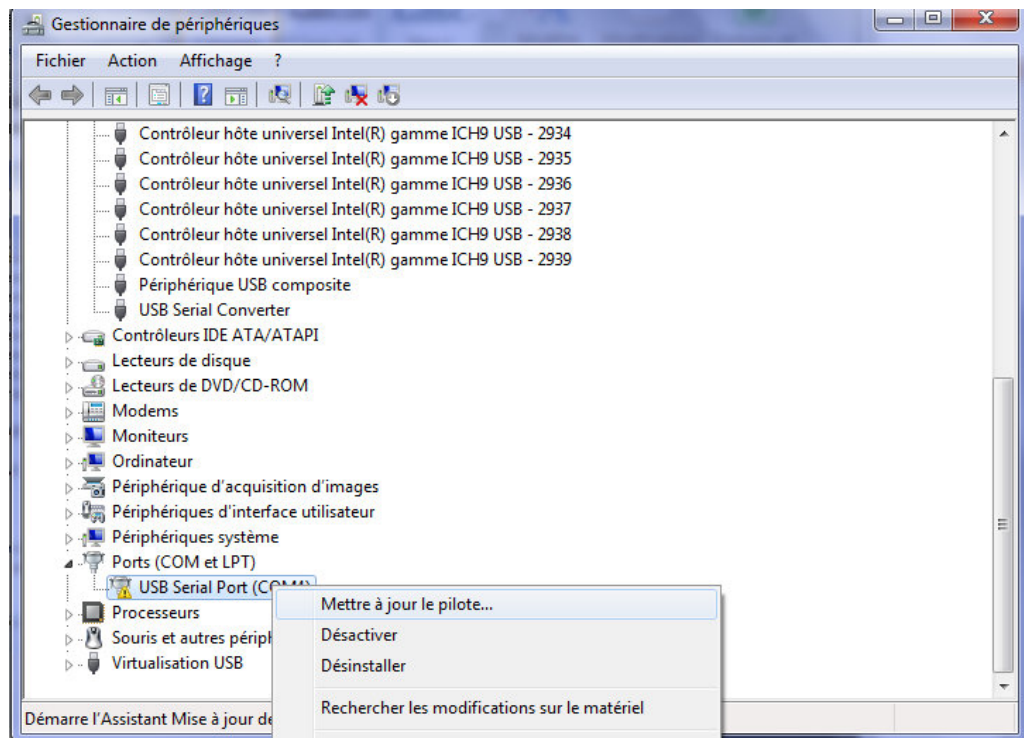 Gestionnaire de périphériques
Fichier Action Affichage ?
Contrôleur hôte universel Intel(R) gamme ICH9 USB - 2934
Contrôleur hôte universel Intel(R) gamme ICH9 USB - 2935
Contrôleur hôte universel Intel(R) gamme ICH9 USB - 2936
Contrôleur hôte universel Intel(R) gamme ICH9 USB - 2937
Contrôleur hôte universel Intel(R) gamme ICH9 USB - 2938
Contrôleur hôte universel Intel(R) gamme ICH9 USB - 2939
Périphérique USB composite
USB Serial Converter
Contrôleurs IDE ATA/ATAPI
Lecteurs de disque
Lecteurs de DVD/CD-ROM
Modems
Moniteurs
Ordinateur
Périphérique d'acquisition d'images
Périphériques d'interface utilisateur
Périphériques système
Ports (COM et LPT)
USB Serial Port
Processeurs
Souris et autres
Virtualisation USB
Mettre à jour le pilote...
Désactiver
Désinstaller
Rechercher les modifications sur le matériel
Démarre l'Assistant Mise à jour